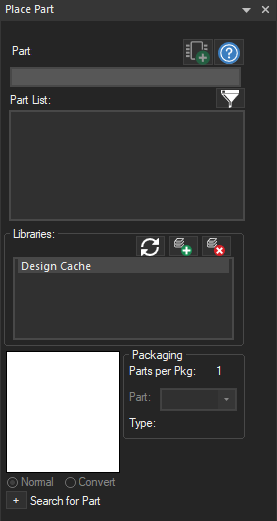 Place Part
Part
?
Part List:
Libraries:
Design Cache
Packaging
Parts per Pkg: 1
Part:
Type:
Normal Convert
+ Search for Part